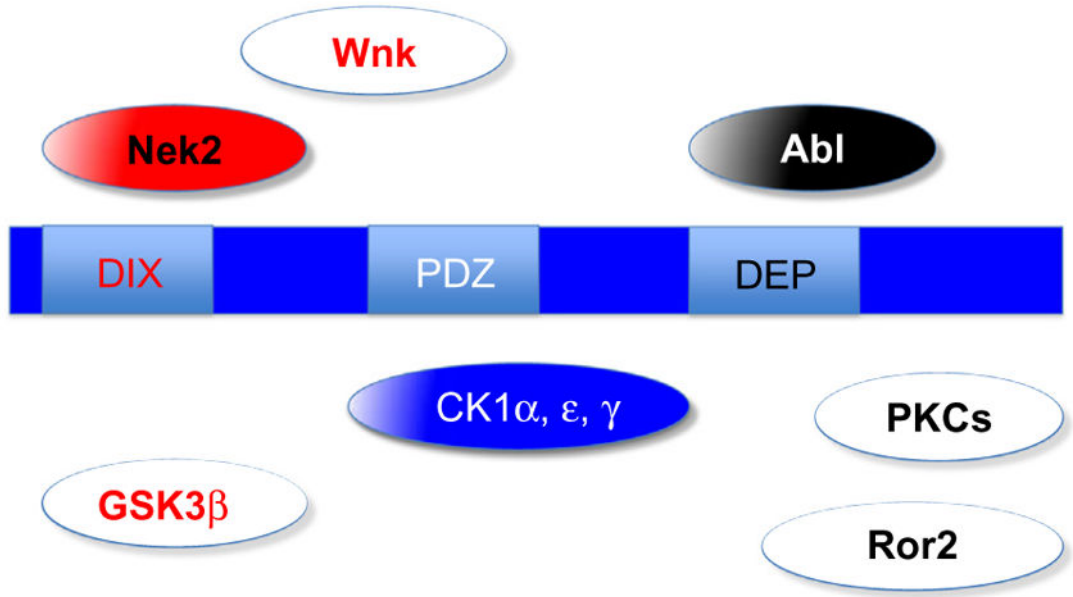 Wnk
Nek2
Abl
DIX
PDZ
DEP
CK1α, ε, γ
PKCs
GSK3β
Ror2